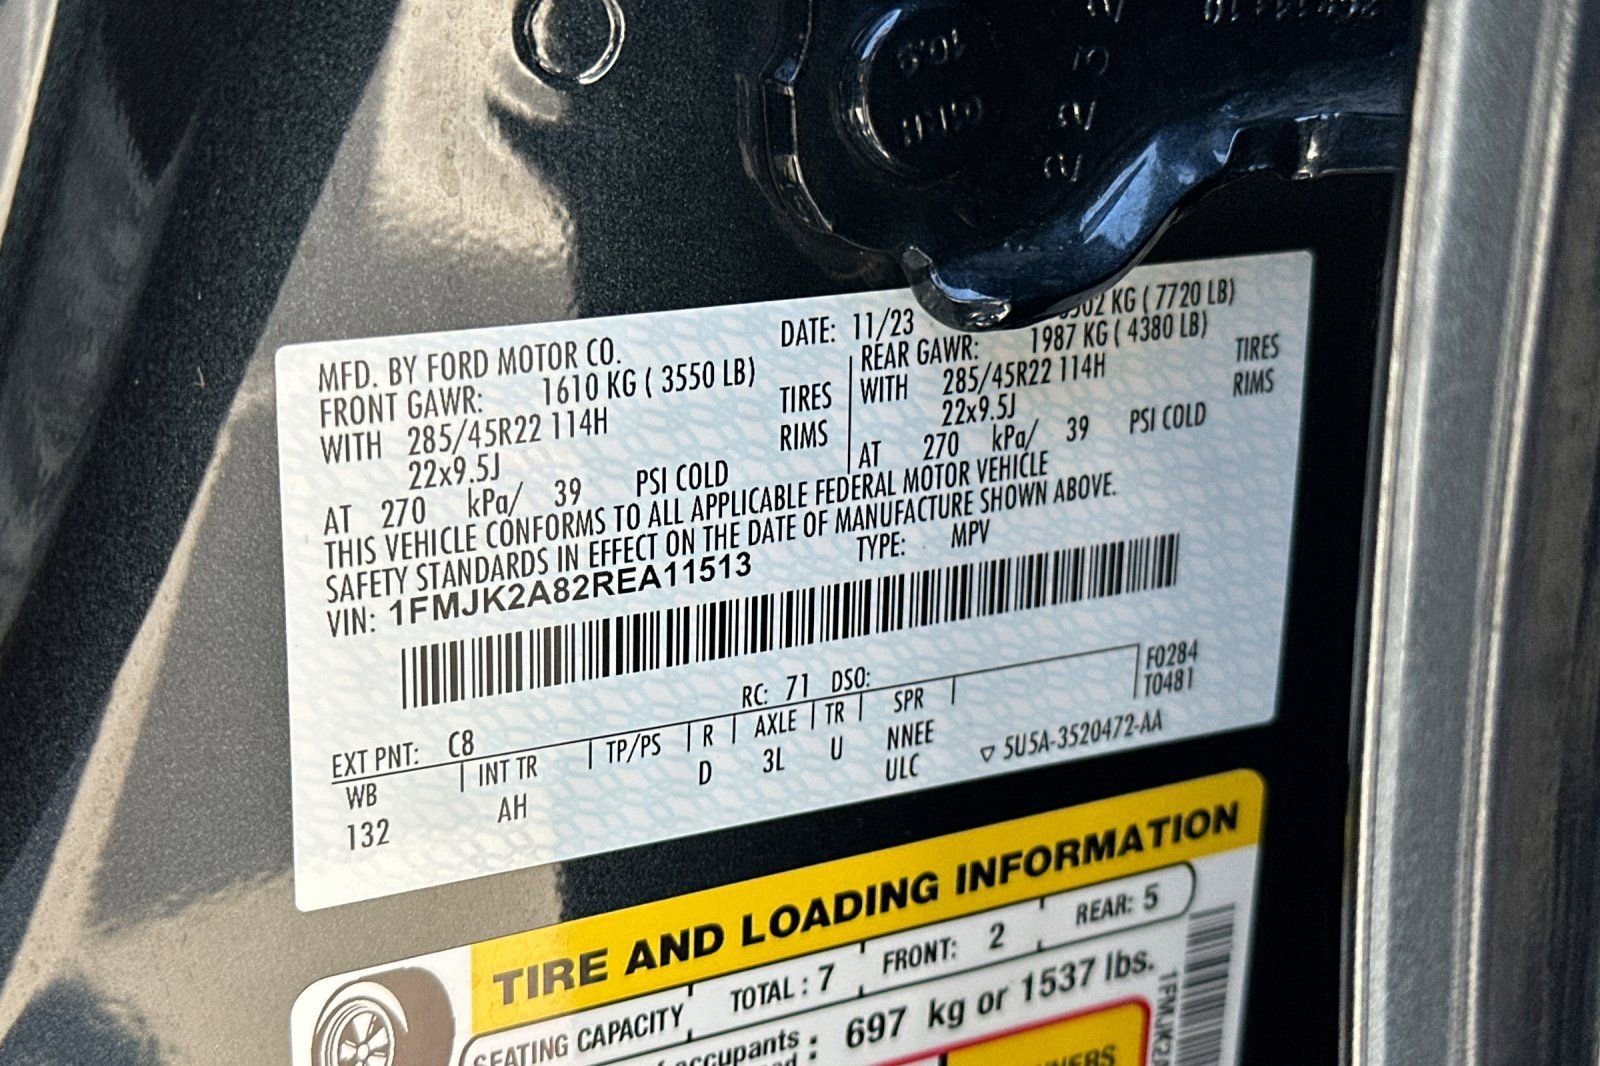 MFD. BY FORD MOTOR CO.
DATE: 11/23
KG ( 7720 LB)
FRONT GAWR: 1610 KG ( 3550 LB)
REAR GAWR: 1987 KG ( 4380 LB)
WITH 285/45R22 114H TIRES
WITH 285/45R22 114H TIRES
22x9.5J RIMS
22x9.5J RIMS
AT 270 kPa/ 39 PSI COLD
AT 270 kPa/ 39 PSI COLD
THIS VEHICLE CONFORMS TO ALL APPLICABLE FEDERAL MOTOR VEHICLE
SAFETY STANDARDS IN EFFECT ON THE DATE OF MANUFACTURE SHOWN ABOVE.
VIN: 1FMJK2A82REA11513 TYPE: MPV
F0284
T0481
EXT PNT: C8 RC: 71 DSO:
WB INT TR TP/PS R AXLE TR SPR
132 AH D 3L U NNEE
ULC
5U5A-3520472-AA
TIRE AND LOADING INFORMATION
SEATING CAPACITY TOTAL : 7 FRONT: 2 REAR: 5
697 kg or 1537 lbs.